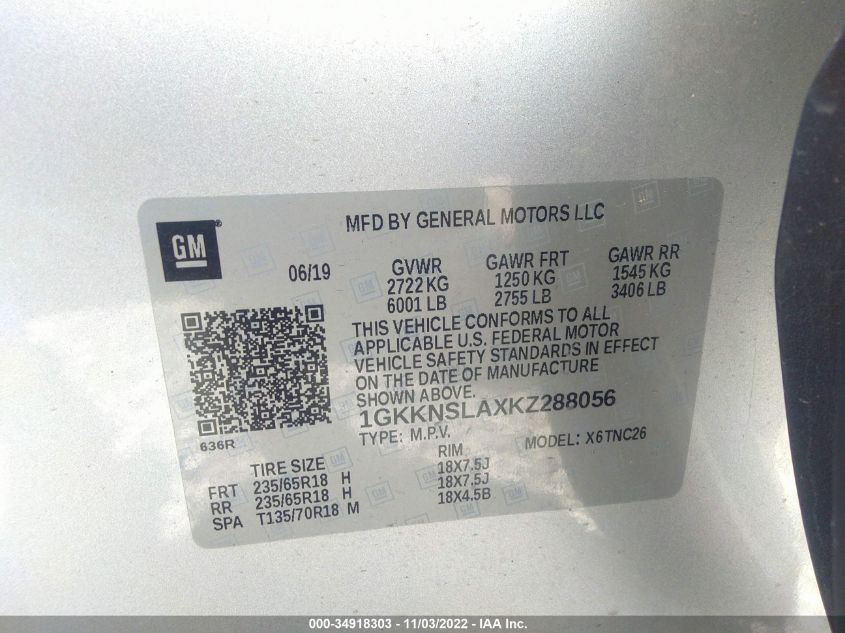 MFD BY GENERAL MOTORS LLC
GM®
06/19
GVWR GAWR FRT GAWR RR
2722 KG 1250 KG 1545 KG
6001 LB 2755 LB 3406 LB
THIS VEHICLE CONFORMS TO ALL
APPLICABLE U.S. FEDERAL MOTOR
VEHICLE SAFETY STANDARDS IN EFFECT
ON THE DATE OF MANUFACTURE
SHOWN ABOVE.
1GKKNSLAXKZ288056
636R
TYPE: M.P.V. MODEL: X6TNC26
TIRE SIZE RIM
FRT 235/65R18 H 18X7.5J
RR 235/65R18 H 18X7.5J
SPA T135/70R18 M 18X4.5B
000-34918303 - 11/03/2022 - IAA Inc.